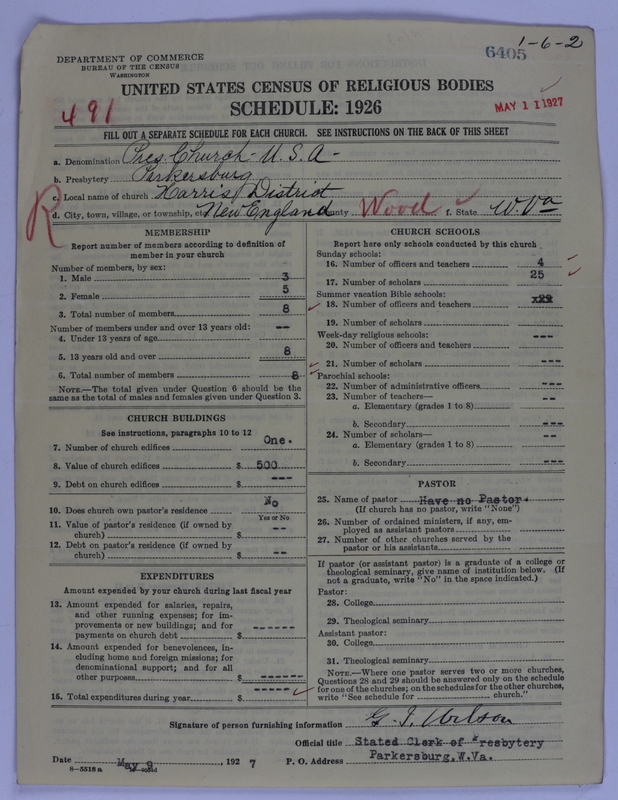 1-6-2
6405
DEPARTMENT OF COMMERCE
BUREAU OF THE CENSUS
WASHINGTON
UNITED STATES CENSUS OF RELIGIOUS BODIES
SCHEDULE: 1926
491
MAY 11 1927
FILL OUT A SEPARATE SCHEDULE FOR EACH CHURCH. SEE INSTRUCTIONS ON THE BACK OF THIS SHEET
a. Denomination Pres. Church - U.S.A -
b. Presbytery Parkersburg
c. Local name of church Harris District
d. City, town, village, or township, etc New England County Wood f. State W.Va
R
MEMBERSHIP
Report number of members according to definition of
member in your church
Number of members, by sex:
1. Male 3
2. Female 5
3. Total number of members 8
Number of members under and over 13 years old:
4. Under 13 years of age --
5. 13 years old and over 8
6. Total number of members 8
NOTE.—The total given under Question 6 should be the
same as the total of males and females given under Question 3.
CHURCH BUILDINGS
See instructions, paragraphs 10 to 12
7. Number of church edifices One.
8. Value of church edifices $ 500
9. Debt on church edifices $ ---
10. Does church own pastor's residence No
Yes or No
11. Value of pastor's residence (if owned by
church) $ --
12. Debt on pastor's residence (if owned by
church) $ --
EXPENDITURES
Amount expended by your church during last fiscal year
13. Amount expended for salaries, repairs,
and other running expenses; for im-
provements or new buildings; and for
payments on church debt $ ------
14. Amount expended for benevolences, in-
cluding home and foreign missions; for
denominational support; and for all
other purposes $ ------
15. Total expenditures during year $ -----
CHURCH SCHOOLS
Report here only schools conducted by this church
Sunday schools:
16. Number of officers and teachers 4
17. Number of scholars 25
Summer vacation Bible schools:
18. Number of officers and teachers
19. Number of scholars
Week-day religious schools:
20. Number of officers and teachers ---
21. Number of scholars ---
Parochial schools:
22. Number of administrative officers ---
23. Number of teachers—
a. Elementary (grades 1 to 8) --
b. Secondary ---
24. Number of scholars—
a. Elementary (grades 1 to 8) --
b. Secondary ---
PASTOR
25. Name of pastor Have no Pastor.
(If church has no pastor, write "None")
26. Number of ordained ministers, if any, em-
ployed as assistant pastors
27. Number of other churches served by the
pastor or his assistants
If pastor (or assistant pastor) is a graduate of a college or
theological seminary, give name of institution below. (If
not a graduate, write "No" in the space indicated.)
Pastor:
28. College
29. Theological seminary
Assistant pastor:
30. College
31. Theological seminary
NOTE.—Where one pastor serves two or more churches,
Questions 28 and 29 should be answered only on the schedule
for one of the churches; on the schedules for the other churches,
write "See schedule for church."
Signature of person furnishing information G. I. Wilson
Official title Stated Clerk of Presbytery
Date May 9 1927 P. O. Address Parkersburg, W.Va.
8-5518 a